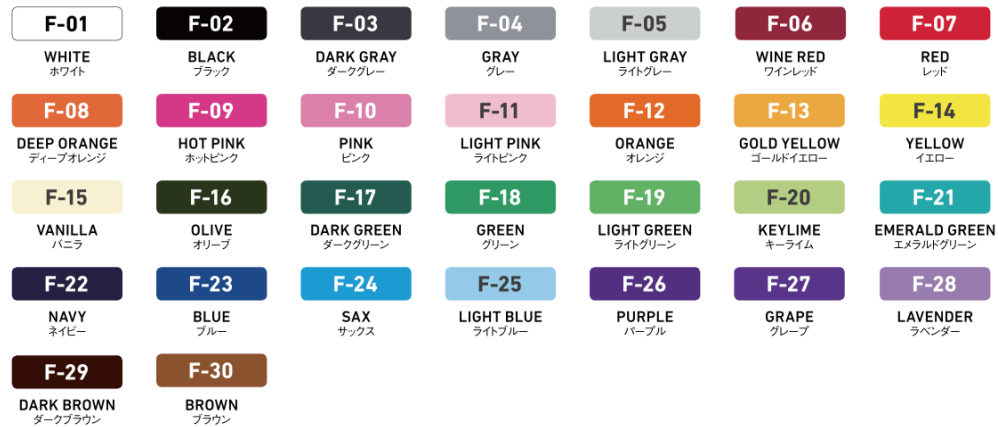 F-01 F-02 F-03 F-04 F-05 F-06 F-07
WHITE BLACK DARK GRAY GRAY LIGHT GRAY WINE RED RED
ホワイト ブラック ダークグレー グレー ライトグレー ワインレッド レッド
F-08 F-09 F-10 F-11 F-12 F-13 F-14
DEEP ORANGE HOT PINK PINK LIGHT PINK ORANGE GOLD YELLOW YELLOW
ディープオレンジ ホットピンク ピンク ライトピンク オレンジ ゴールドイエロー イエロー
F-15 F-16 F-17 F-18 F-19 F-20 F-21
VANILLA OLIVE DARK GREEN GREEN LIGHT GREEN KEYLIME EMERALD GREEN
バニラ オリーブ ダークグリーン グリーン ライトグリーン キーライム エメラルドグリーン
F-22 F-23 F-24 F-25 F-26 F-27 F-28
NAVY BLUE SAX LIGHT BLUE PURPLE GRAPE LAVENDER
ネイビー ブルー サックス ライトブルー パープル グレープ ラベンダー
F-29 F-30
DARK BROWN BROWN
ダークブラウン ブラウン